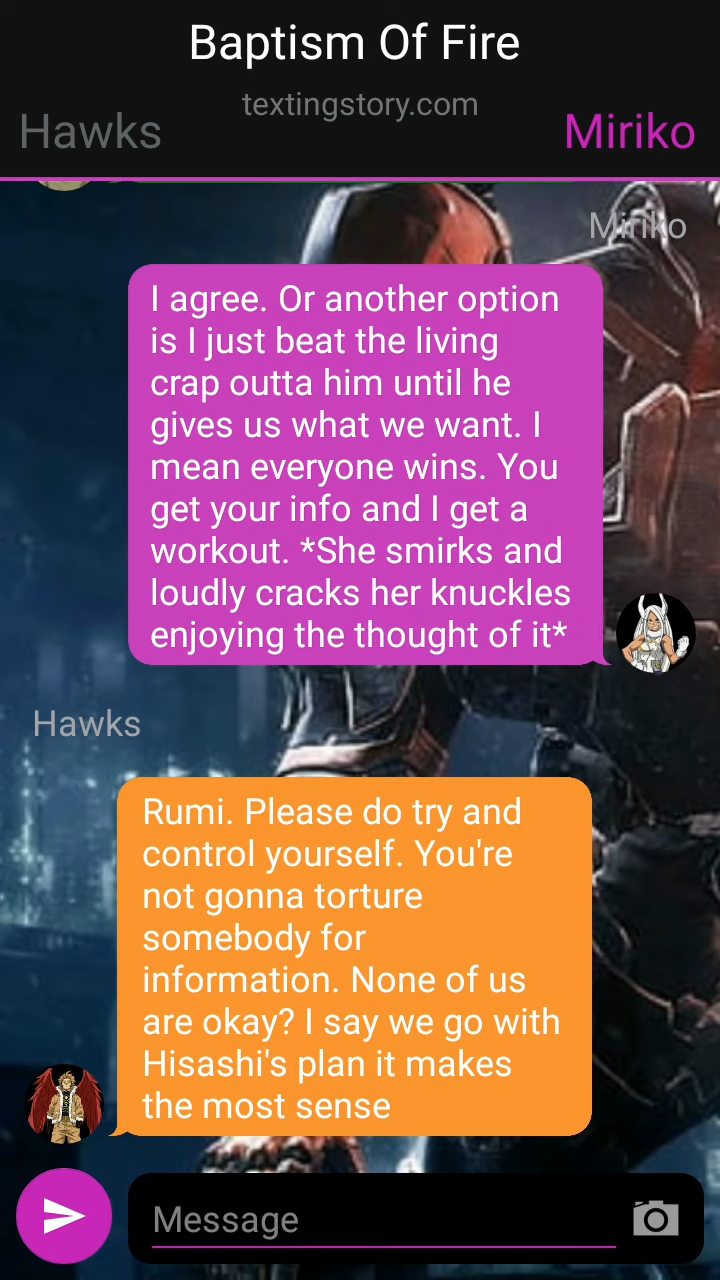 Baptism Of Fire
textingstory.com
Hawks
Miriko
Miriko
I agree. Or another option
is I just beat the living
crap outta him until he
gives us what we want. I
mean everyone wins. You
get your info and I get a
workout. *She smirks and
loudly cracks her knuckles
enjoying the thought of it*
Hawks
Rumi. Please do try and
control yourself. You're
not gonna torture
somebody for
information. None of us
are okay? I say we go with
Hisashi's plan it makes
the most sense
Message